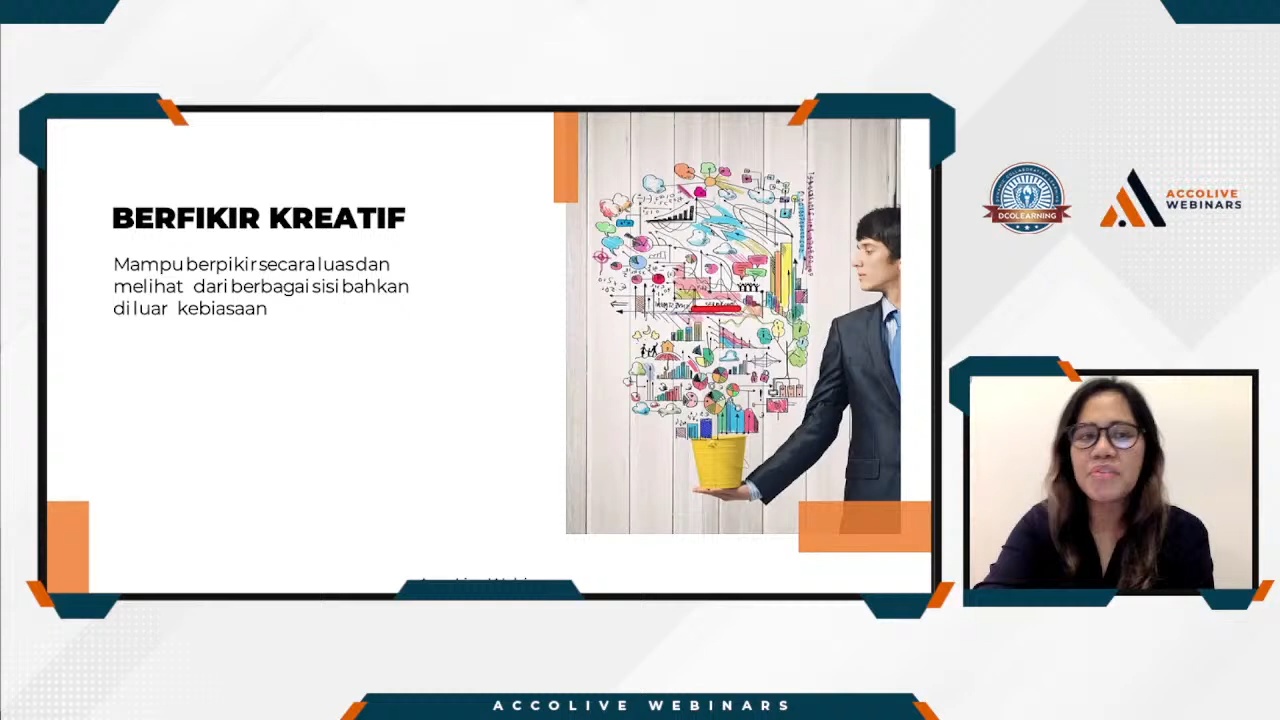 BERFIKIR KREATIF
Mampu berpikir secara luas dan
melihat dari berbagai sisi bahkan
di luar kebiasaan
DCOLEARNING
ACCOLIVE
WEBINARS
ACCOLIVE WEBINARS